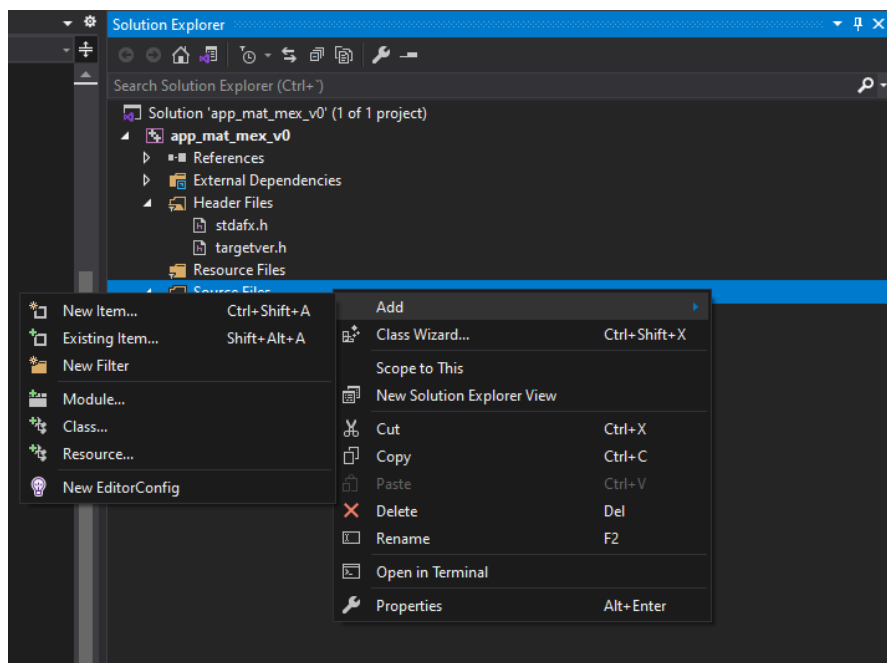 Solution Explorer
Search Solution Explorer (Ctrl+¨)
Solution 'app_mat_mex_v0' (1 of 1 project)
app_mat_mex_v0
References
External Dependencies
Header Files
stdafx.h
targetver.h
Resource Files
Source Files
New Item... Ctrl+Shift+A
Existing Item... Shift+Alt+A
New Filter
Module...
Class...
Resource...
New EditorConfig
Add
Class Wizard... Ctrl+Shift+X
Scope to This
New Solution Explorer View
Cut Ctrl+X
Copy Ctrl+C
Paste Ctrl+V
Delete Del
Rename F2
Open in Terminal
Properties Alt+Enter